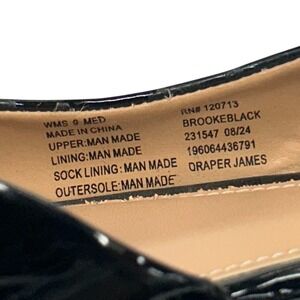 WMS 9 MED
MADE IN CHINA
UPPER:MAN MADE
LINING:MAN MADE
SOCK LINING:MAN MADE
OUTERSOLE:MAN MADE
RN# 120713
BROOKEBLACK
231547 08/24
196064436791
DRAPER JAMES